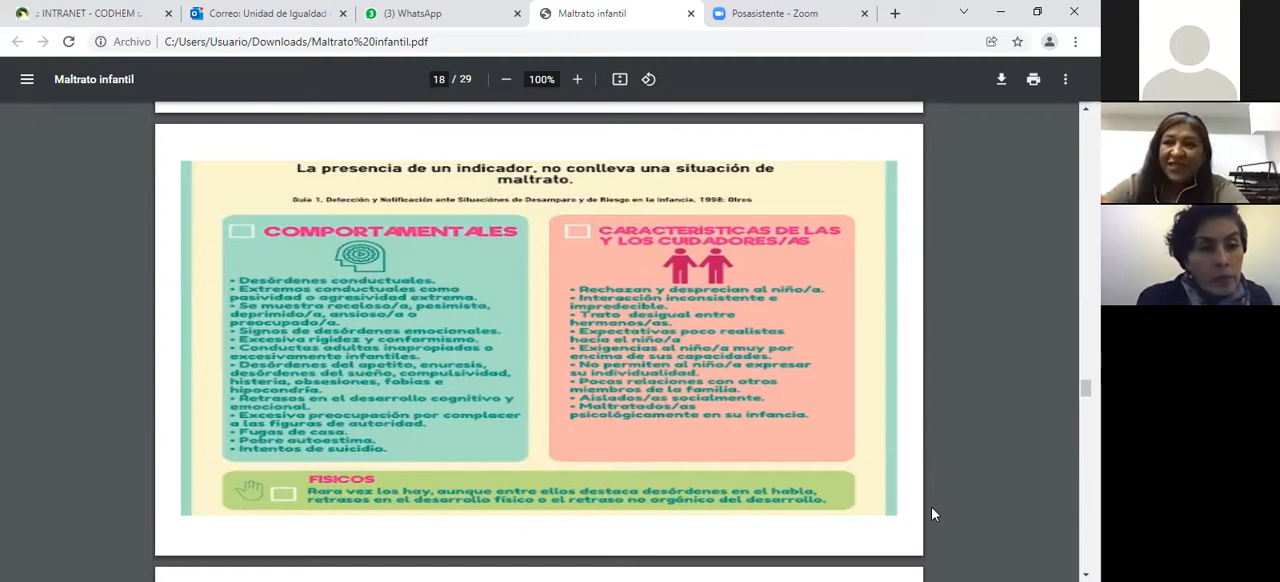 .: INTRANET - CODHEM :.
Correo: Unidad de Igualdad
(3) WhatsApp
Maltrato infantil
Posasistente - Zoom
Archivo
C:/Users/Usuario/Downloads/Maltrato%20infantil.pdf
Maltrato infantil
18 / 29
100%
La presencia de un indicador, no conlleva una situación de
maltrato.
Guía 1, Detección y Notificación ante Situaciónes de Desamparo y de Riesgo en la Infancia, 1998; Otros
COMPORTAMENTALES
• Desórdenes conductuales.
• Extremos conductuales como
pasividad o agresividad extrema.
• Se muestra receloso/a, pesimista,
deprimido/a, ansioso/a o
preocupado/a.
• Signos de desórdenes emocionales.
• Excesiva rigidez y conformismo.
• Conductas adultas inapropiadas o
excesivamente infantiles.
• Desórdenes del apetito, enuresis,
desórdenes del sueño, compulsividad,
histeria, obsesiones, fobias e
hipocondría.
• Retrasos en el desarrollo cognitivo y
emocional.
• Excesiva preocupación por complacer
a las figuras de autoridad.
• Fugas de casa.
• Pobre autoestima.
• Intentos de suicidio.
CARACTERÍSTICAS DE LAS
Y LOS CUIDADORES/AS
• Rechazan y desprecian al niño/a.
• Interacción inconsistente e
impredecible.
• Trato desigual entre
hermanos/as.
• Expectativas poco realistas
hacia el niño/a
• Exigencias al niño/a muy por
encima de sus capacidades.
• No permiten al niño/a expresar
su individualidad.
• Pocas relaciones con otros
miembros de la familia.
• Aislados/as socialmente.
• Maltratados/as
psicológicamente en su infancia.
FISICOS
Rara vez los hay, aunque entre ellos destaca desórdenes en el habla,
retrasos en el desarrollo físico o el retraso no orgánico del desarrollo.